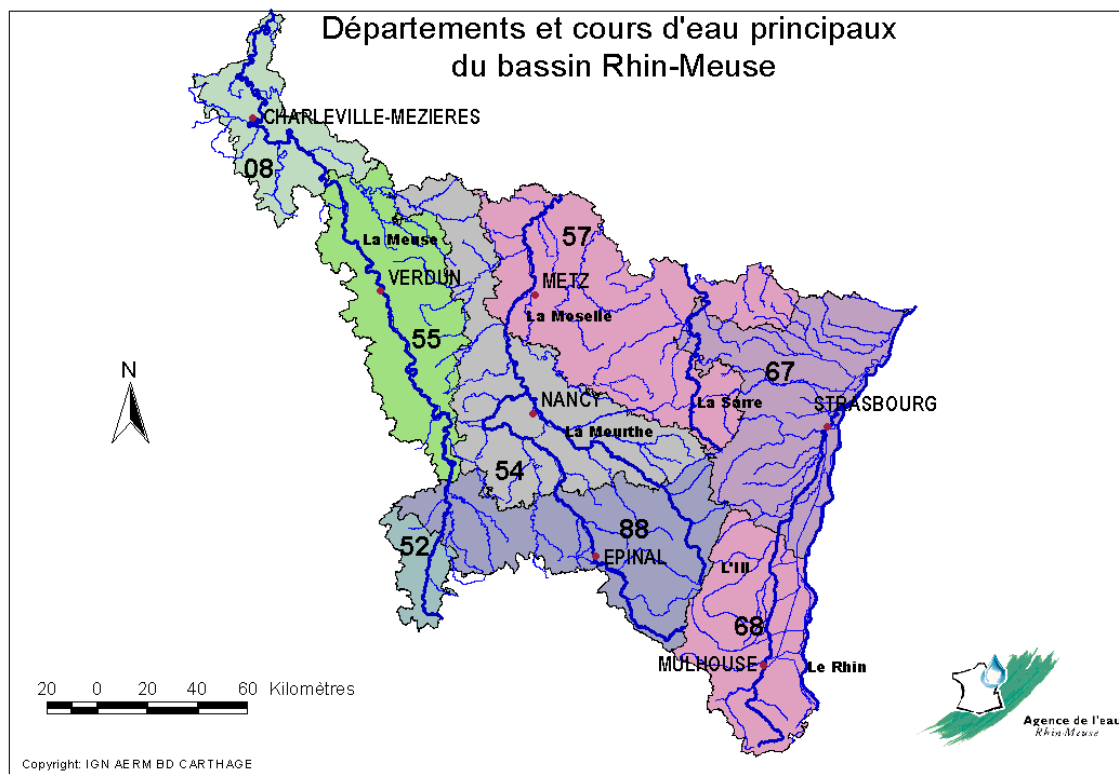 Départements et cours d'eau principaux
du bassin Rhin-Meuse
CHARLEVILLE-MEZIERES
08
La Meuse
57
VERDUN
METZ
La Moselle
55
67
N
NANCY
La Sarre
STRASBOURG
La Meurthe
54
88
52
EPINAL
L'Ill
68
MULHOUSE
Le Rhin
20 0 20 40 60 Kilomètres
Agence de l'eau
Rhin-Meuse
Copyright: IGN AERM BD CARTHAGE